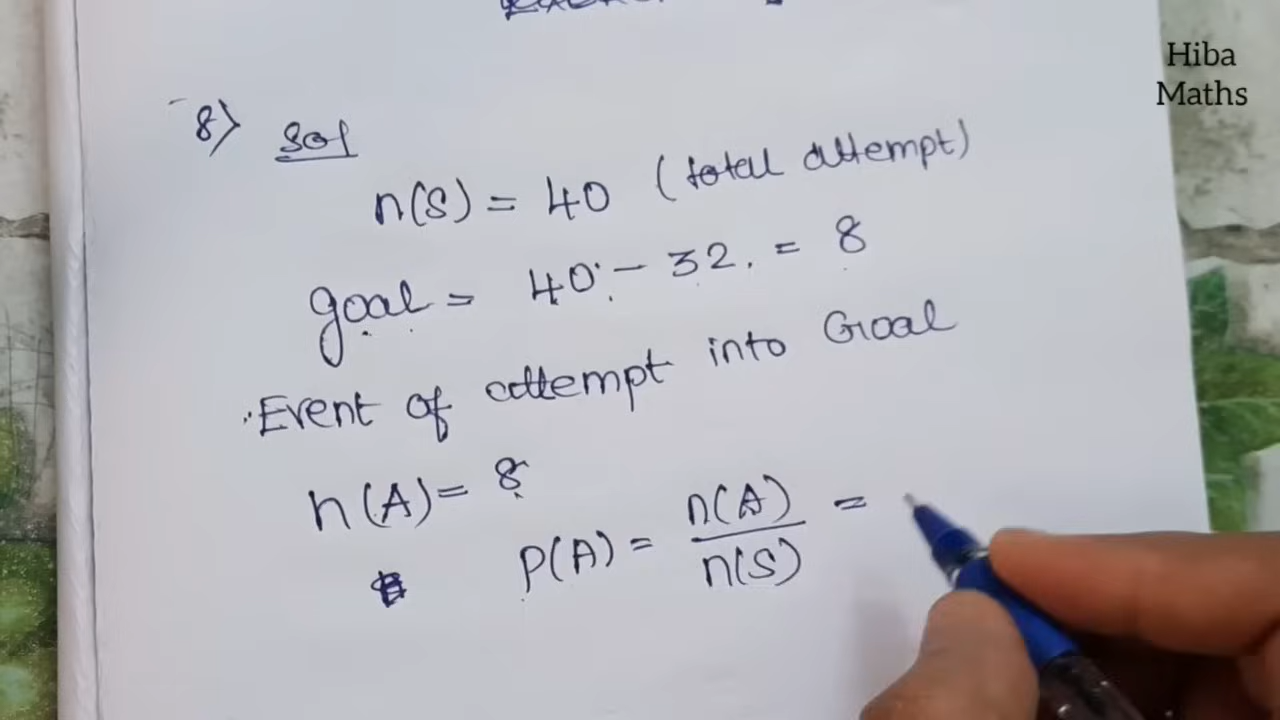 Hiba
Maths
8) Sol
n(S) = 40 (total attempt)
goal = 40 - 32 = 8
Event of attempt into Goal
n(A) = 8
P(A) = n(A)/n(S) =